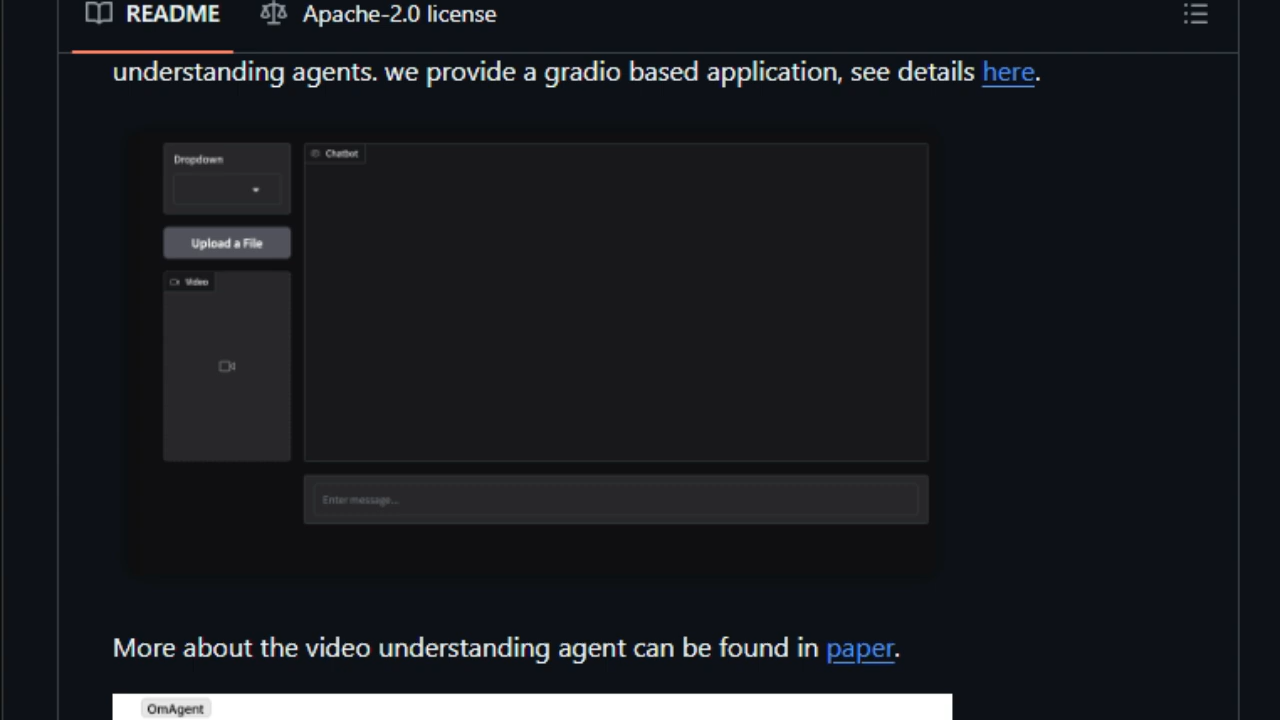 README
Apache-2.0 license
understanding agents. we provide a gradio based application, see details here.
Dropdown
Chatbot
Upload a File
Video
Enter message...
More about the video understanding agent can be found in paper.
OmAgent